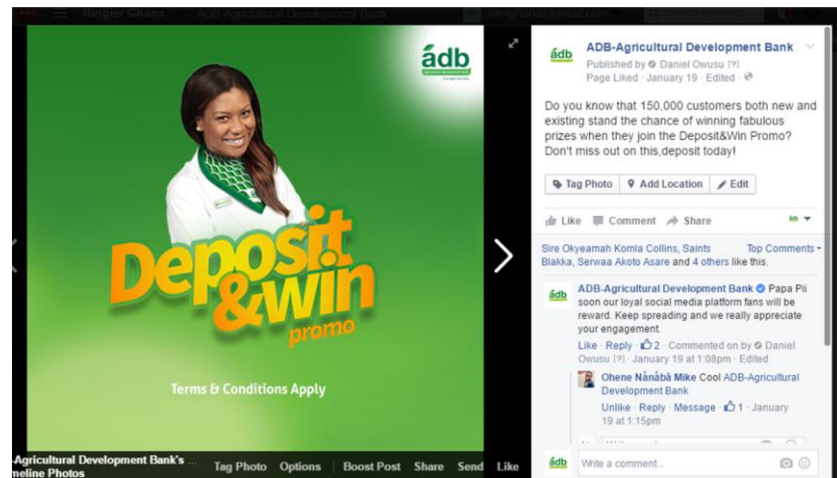 Ringier Ghana
ADB-Agricultural Development Bank
rdmghana@gmail.com
ádb
Deposit
&win
promo
Terms & Conditions Apply
-Agricultural Development Bank's ...
meline Photos
Tag Photo Options Boost Post Share Send Like
ádb
ADB-Agricultural Development Bank
Published by Daniel Owusu [?]
Page Liked · January 19 · Edited ·
Do you know that 150,000 customers both new and
existing stand the chance of winning fabulous
prizes when they join the Deposit&Win Promo?
Don't miss out on this,deposit today!
Tag Photo Add Location Edit
Like Comment Share
Sire Okyeamah Komla Collins, Saints
Blakka, Serwaa Akoto Asare and 4 others like this.
Top Comments
ádb
ADB-Agricultural Development Bank Papa Pii
soon our loyal social media platform fans will be
reward. Keep spreading and we really appreciate
your engagement.
Like · Reply · 2 · Commented on by Daniel
Owusu [?] · January 19 at 1:08pm · Edited
Ohene Nånåbä Mike Cool ADB-Agricultural
Development Bank
Unlike · Reply · Message · 1 · January
19 at 1:15pm
ádb
Write a comment...